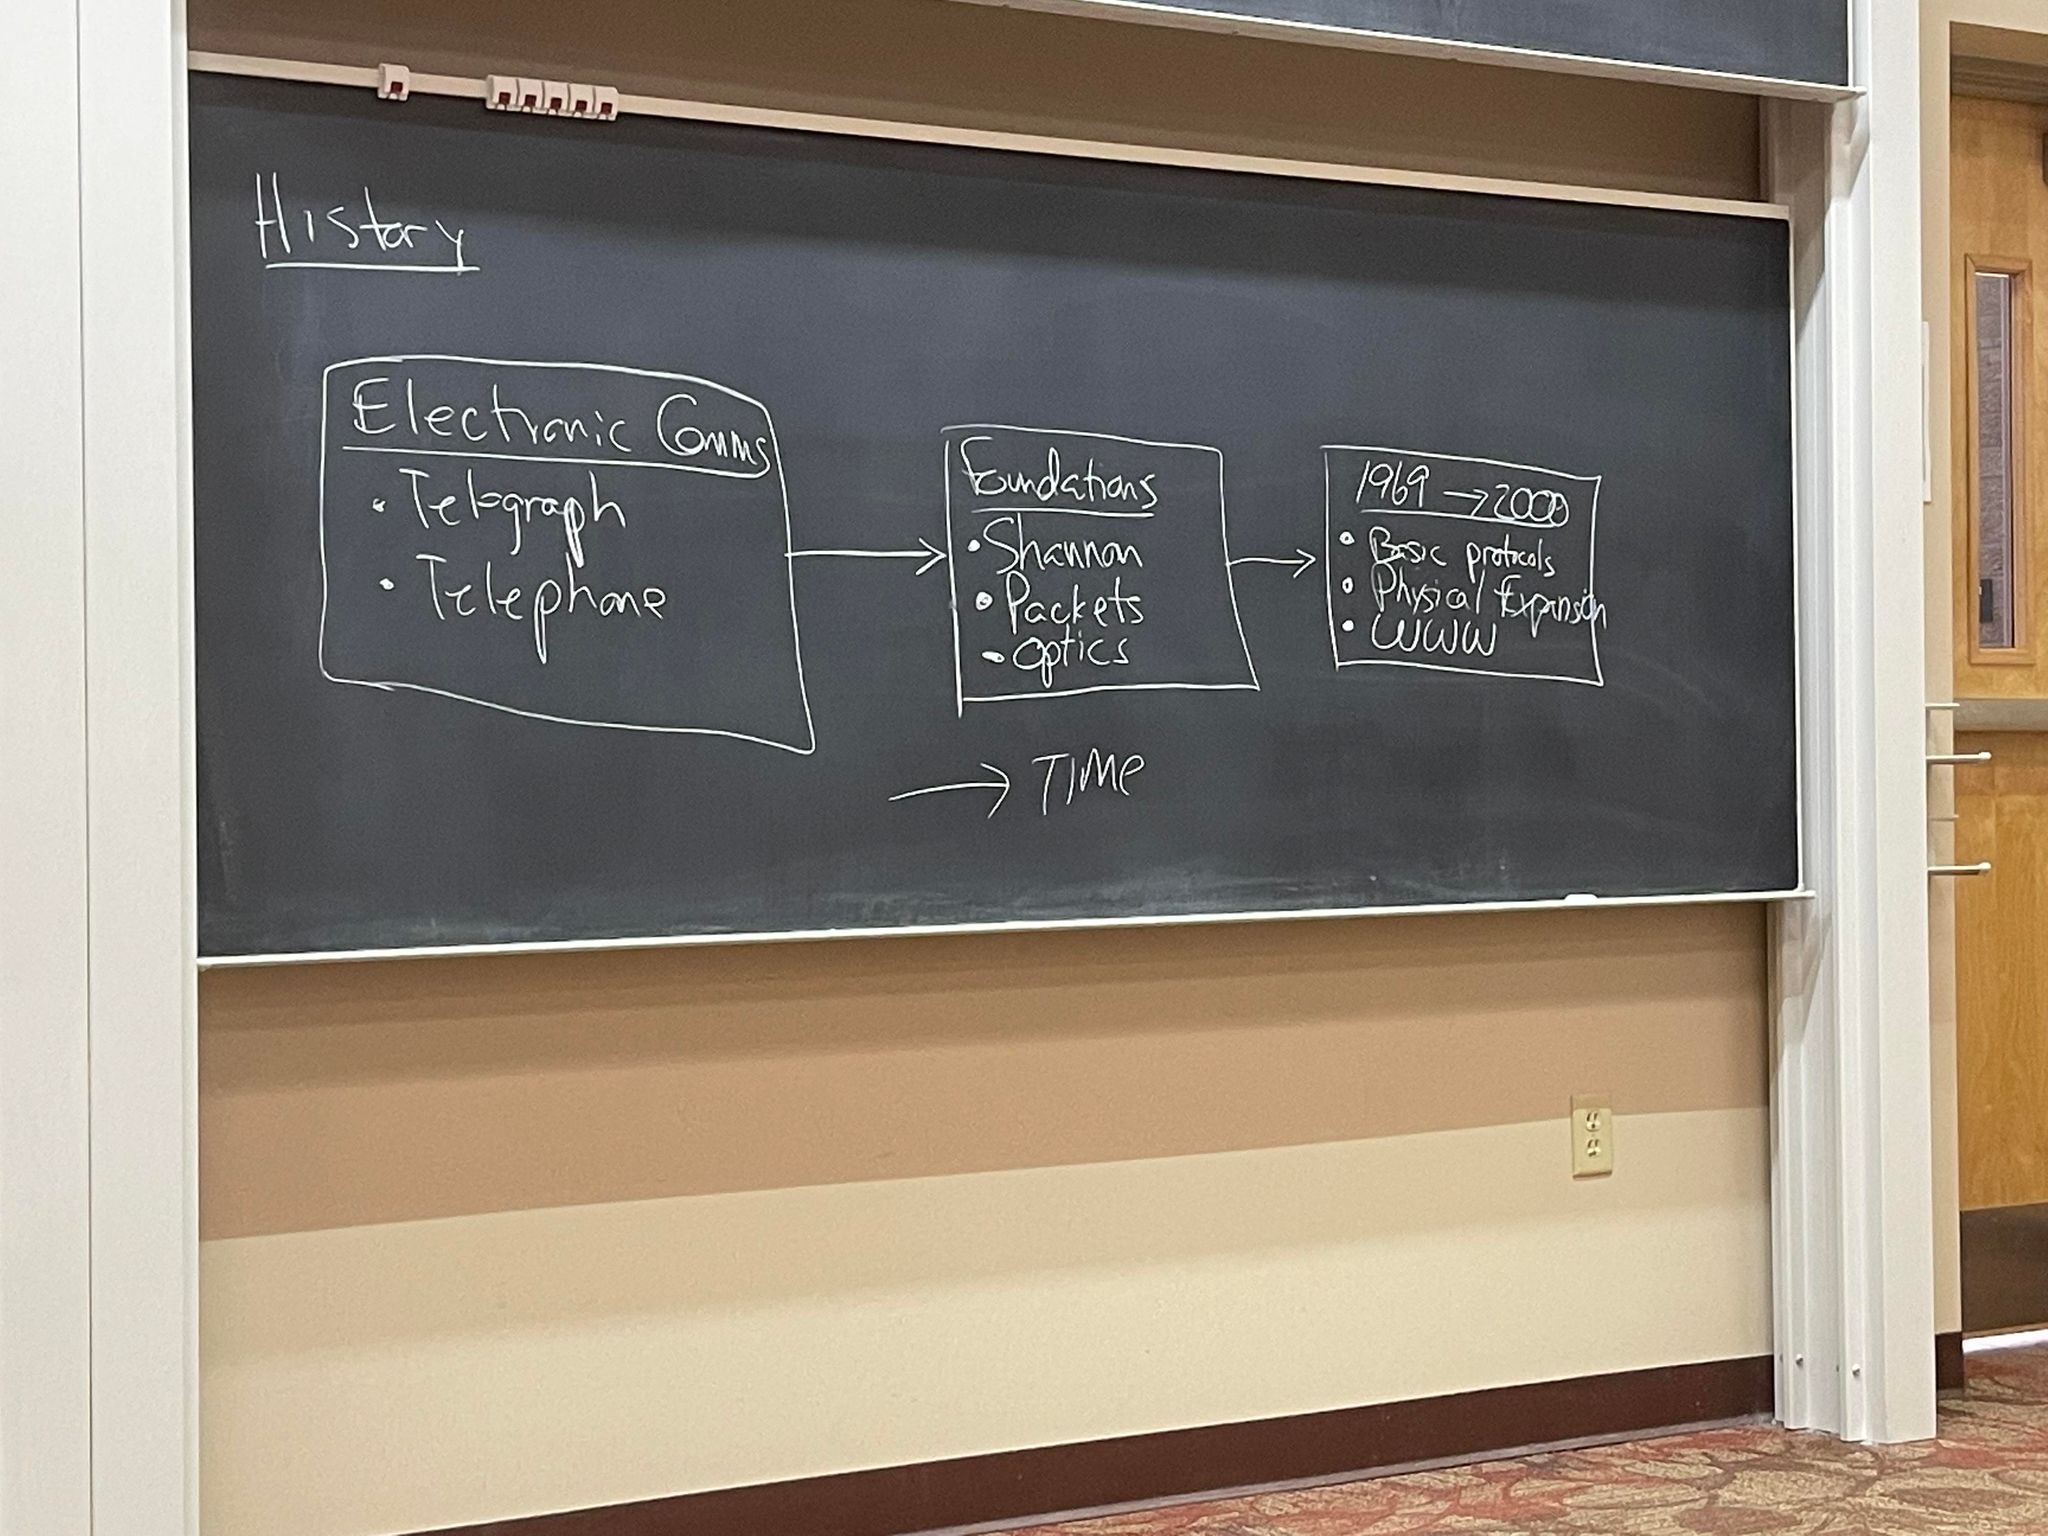 History
Electronic Comms
• Telegraph
• Telephone
Foundations
• Shannon
• Packets
• Optics
1969 → 2000
• Basic protocols
• Physical Expansion
• WWW
→ TIME